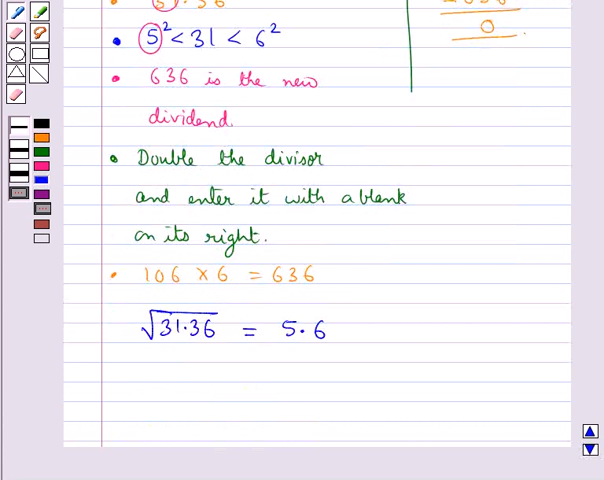 5² < 31 < 6²
636 is the new
dividend.
Double the divisor
and enter it with a blank
on its right.
106 × 6 = 636
√31·36 = 5·6
0